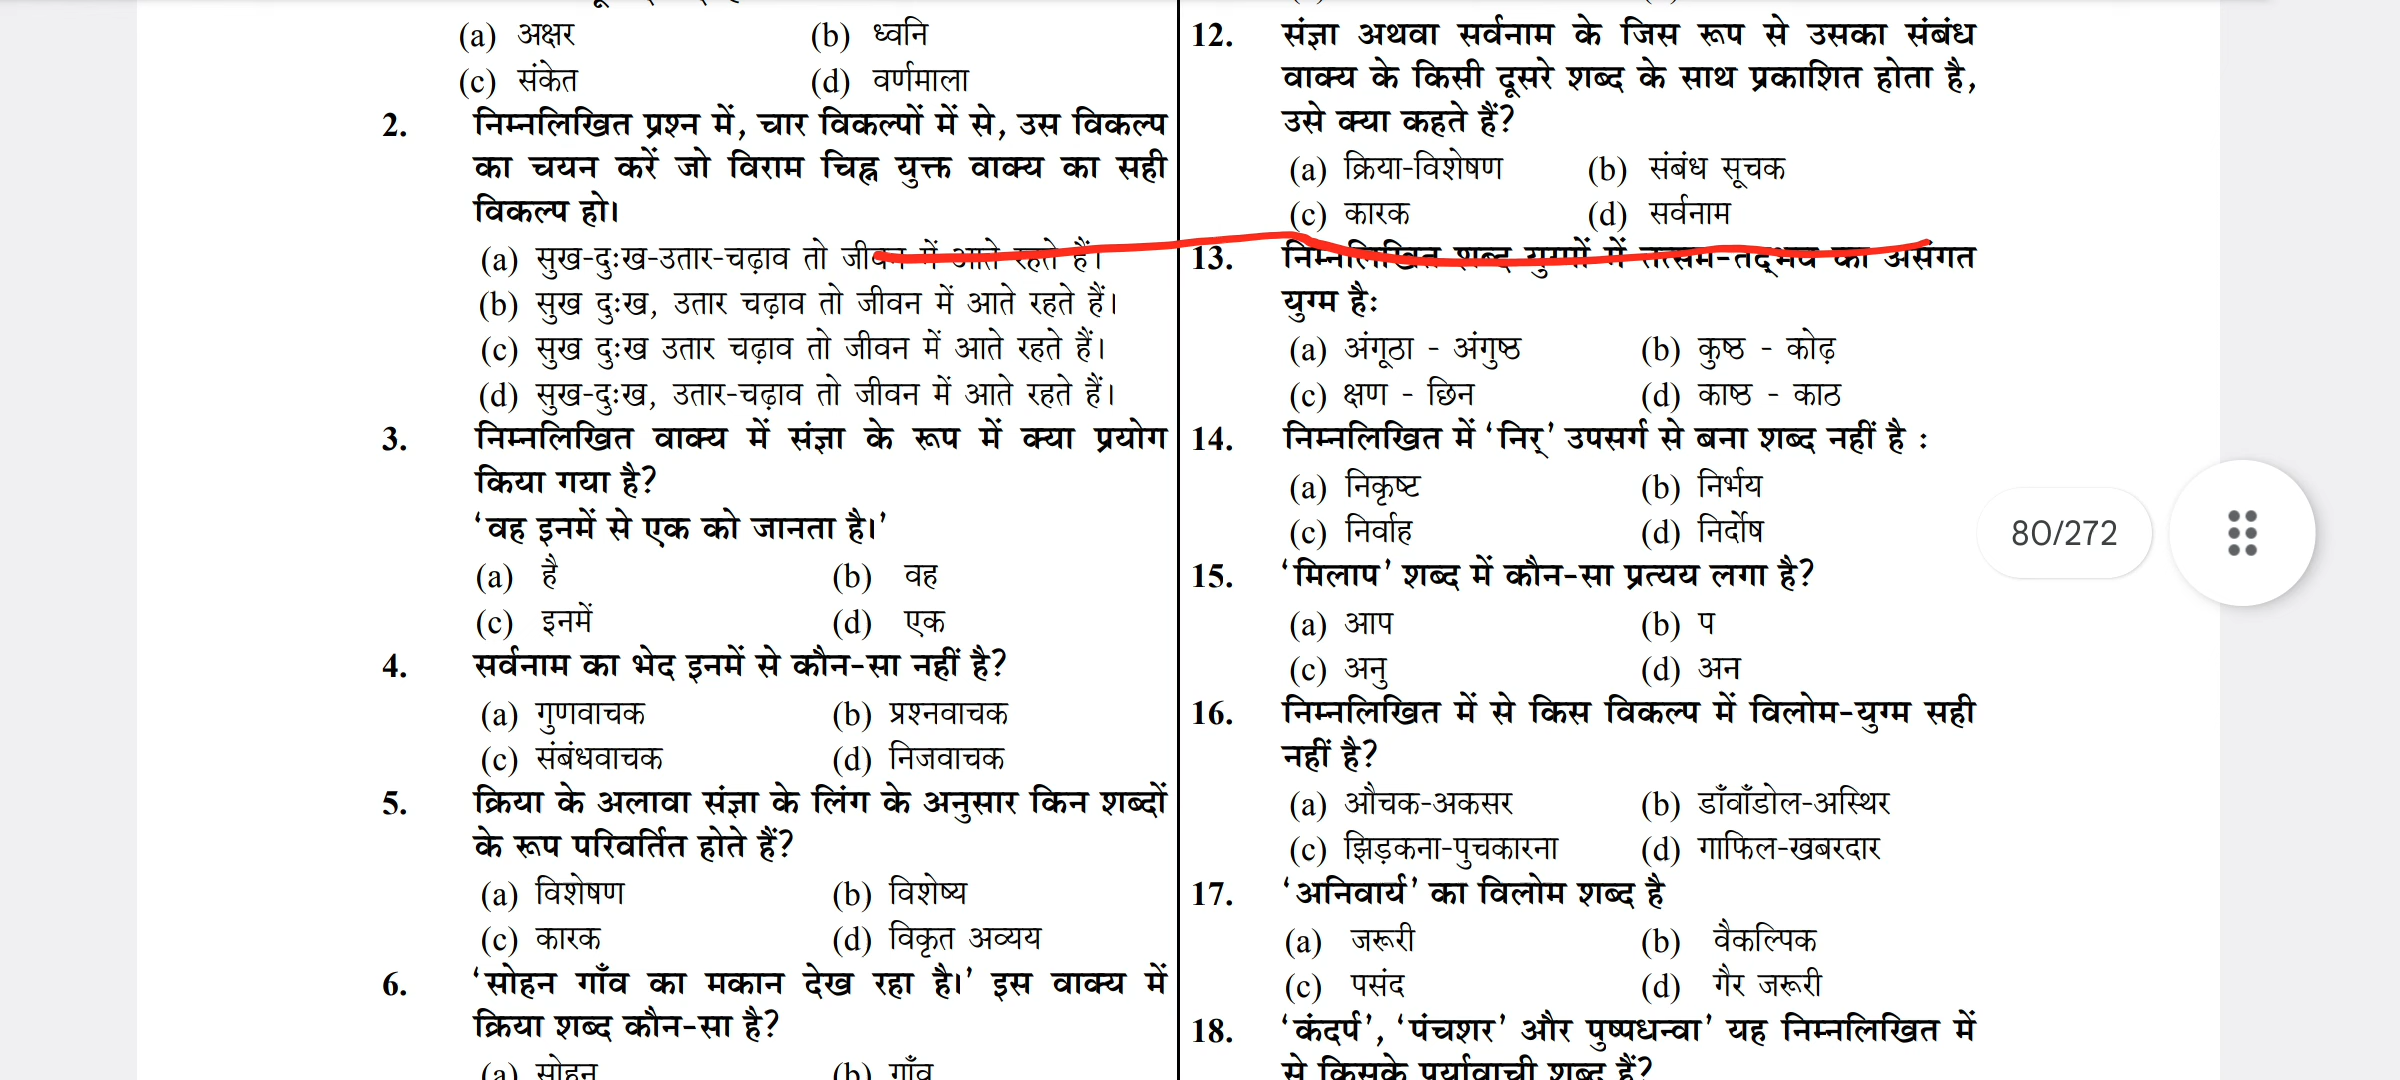 (a) अक्षर (b) ध्वनि
(c) संकेत (d) वर्णमाला
2. निम्नलिखित प्रश्न में, चार विकल्पों में से, उस विकल्प
का चयन करें जो विराम चिह्न युक्त वाक्य का सही
विकल्प हो।
(a) सुख-दुःख-उतार-चढ़ाव तो जीवन में आते रहते हैं।
(b) सुख दुःख, उतार चढ़ाव तो जीवन में आते रहते हैं।
(c) सुख दुःख उतार चढ़ाव तो जीवन में आते रहते हैं।
(d) सुख-दुःख, उतार-चढ़ाव तो जीवन में आते रहते हैं।
3. निम्नलिखित वाक्य में संज्ञा के रूप में क्या प्रयोग
किया गया है?
‘वह इनमें से एक को जानता है।’
(a) है (b) वह
(c) इनमें (d) एक
4. सर्वनाम का भेद इनमें से कौन-सा नहीं है?
(a) गुणवाचक (b) प्रश्नवाचक
(c) संबंधवाचक (d) निजवाचक
5. क्रिया के अलावा संज्ञा के लिंग के अनुसार किन शब्दों
के रूप परिवर्तित होते हैं?
(a) विशेषण (b) विशेष्य
(c) कारक (d) विकृत अव्यय
6. ‘सोहन गाँव का मकान देख रहा है।’ इस वाक्य में
क्रिया शब्द कौन-सा है?
(a) सोहन (b) गाँव
12. संज्ञा अथवा सर्वनाम के जिस रूप से उसका संबंध
वाक्य के किसी दूसरे शब्द के साथ प्रकाशित होता है,
उसे क्या कहते हैं?
(a) क्रिया-विशेषण (b) संबंध सूचक
(c) कारक (d) सर्वनाम
13. निम्नलिखित शब्द युग्मों में तत्सम-तद्भव का असंगत
युग्म है:
(a) अंगूठा - अंगुष्ठ (b) कुष्ठ - कोढ़
(c) क्षण - छिन (d) काष्ठ - काठ
14. निम्नलिखित में ‘निर्’ उपसर्ग से बना शब्द नहीं है :
(a) निकृष्ट (b) निर्भय
(c) निर्वाह (d) निर्दोष
15. ‘मिलाप’ शब्द में कौन-सा प्रत्यय लगा है?
(a) आप (b) प
(c) अनु (d) अन
16. निम्नलिखित में से किस विकल्प में विलोम-युग्म सही
नहीं है?
(a) औचक-अकसर (b) डाँवाँडोल-अस्थिर
(c) झिड़कना-पुचकारना (d) गाफिल-खबरदार
17. ‘अनिवार्य’ का विलोम शब्द है
(a) जरूरी (b) वैकल्पिक
(c) पसंद (d) गैर जरूरी
18. ‘कंदर्प’, ‘पंचशर’ और पुष्पधन्वा’ यह निम्नलिखित में
से किसके पर्यावाची शब्द हैं?
80/272